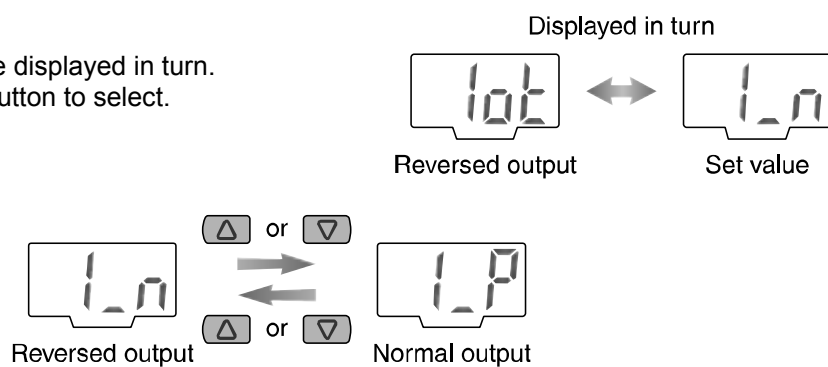 Displayed in turn
e displayed in turn.
utton to select.
1ot
1_n
Reversed output
Set value
or
1_n
1_P
or
Reversed output
Normal output